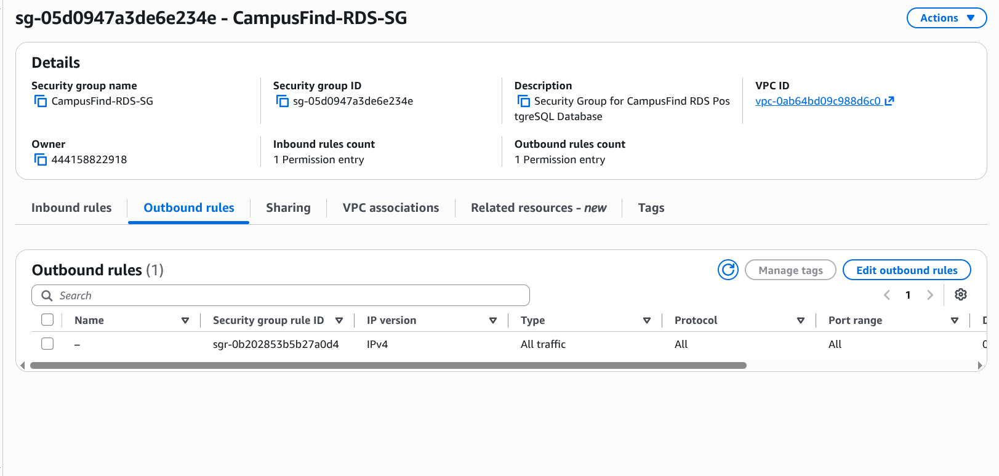 sg-05d0947a3de6e234e - CampusFind-RDS-SG
Actions
Details
Security group name
CampusFind-RDS-SG
Security group ID
sg-05d0947a3de6e234e
Description
Security Group for CampusFind RDS Pos
tgreSQL Database
VPC ID
vpc-0ab64bd09c988d6c0
Owner
444158822918
Inbound rules count
1 Permission entry
Outbound rules count
1 Permission entry
Inbound rules
Outbound rules
Sharing
VPC associations
Related resources - new
Tags
Outbound rules (1)
Manage tags
Edit outbound rules
Search
1
Name
Security group rule ID
IP version
Type
Protocol
Port range
–
sgr-0b202853b5b27a0d4
IPv4
All traffic
All
All